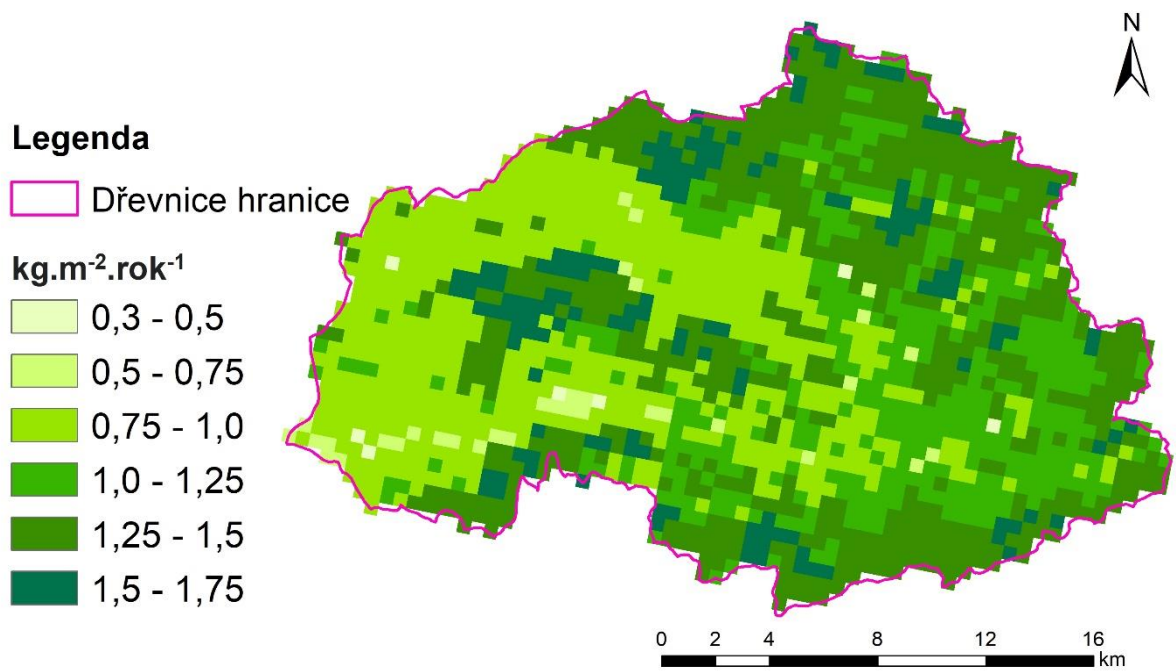 N
Legenda
Dřevnice hranice
kg.m⁻².rok⁻¹
0,3 - 0,5
0,5 - 0,75
0,75 - 1,0
1,0 - 1,25
1,25 - 1,5
1,5 - 1,75
0 2 4 8 12 16
km